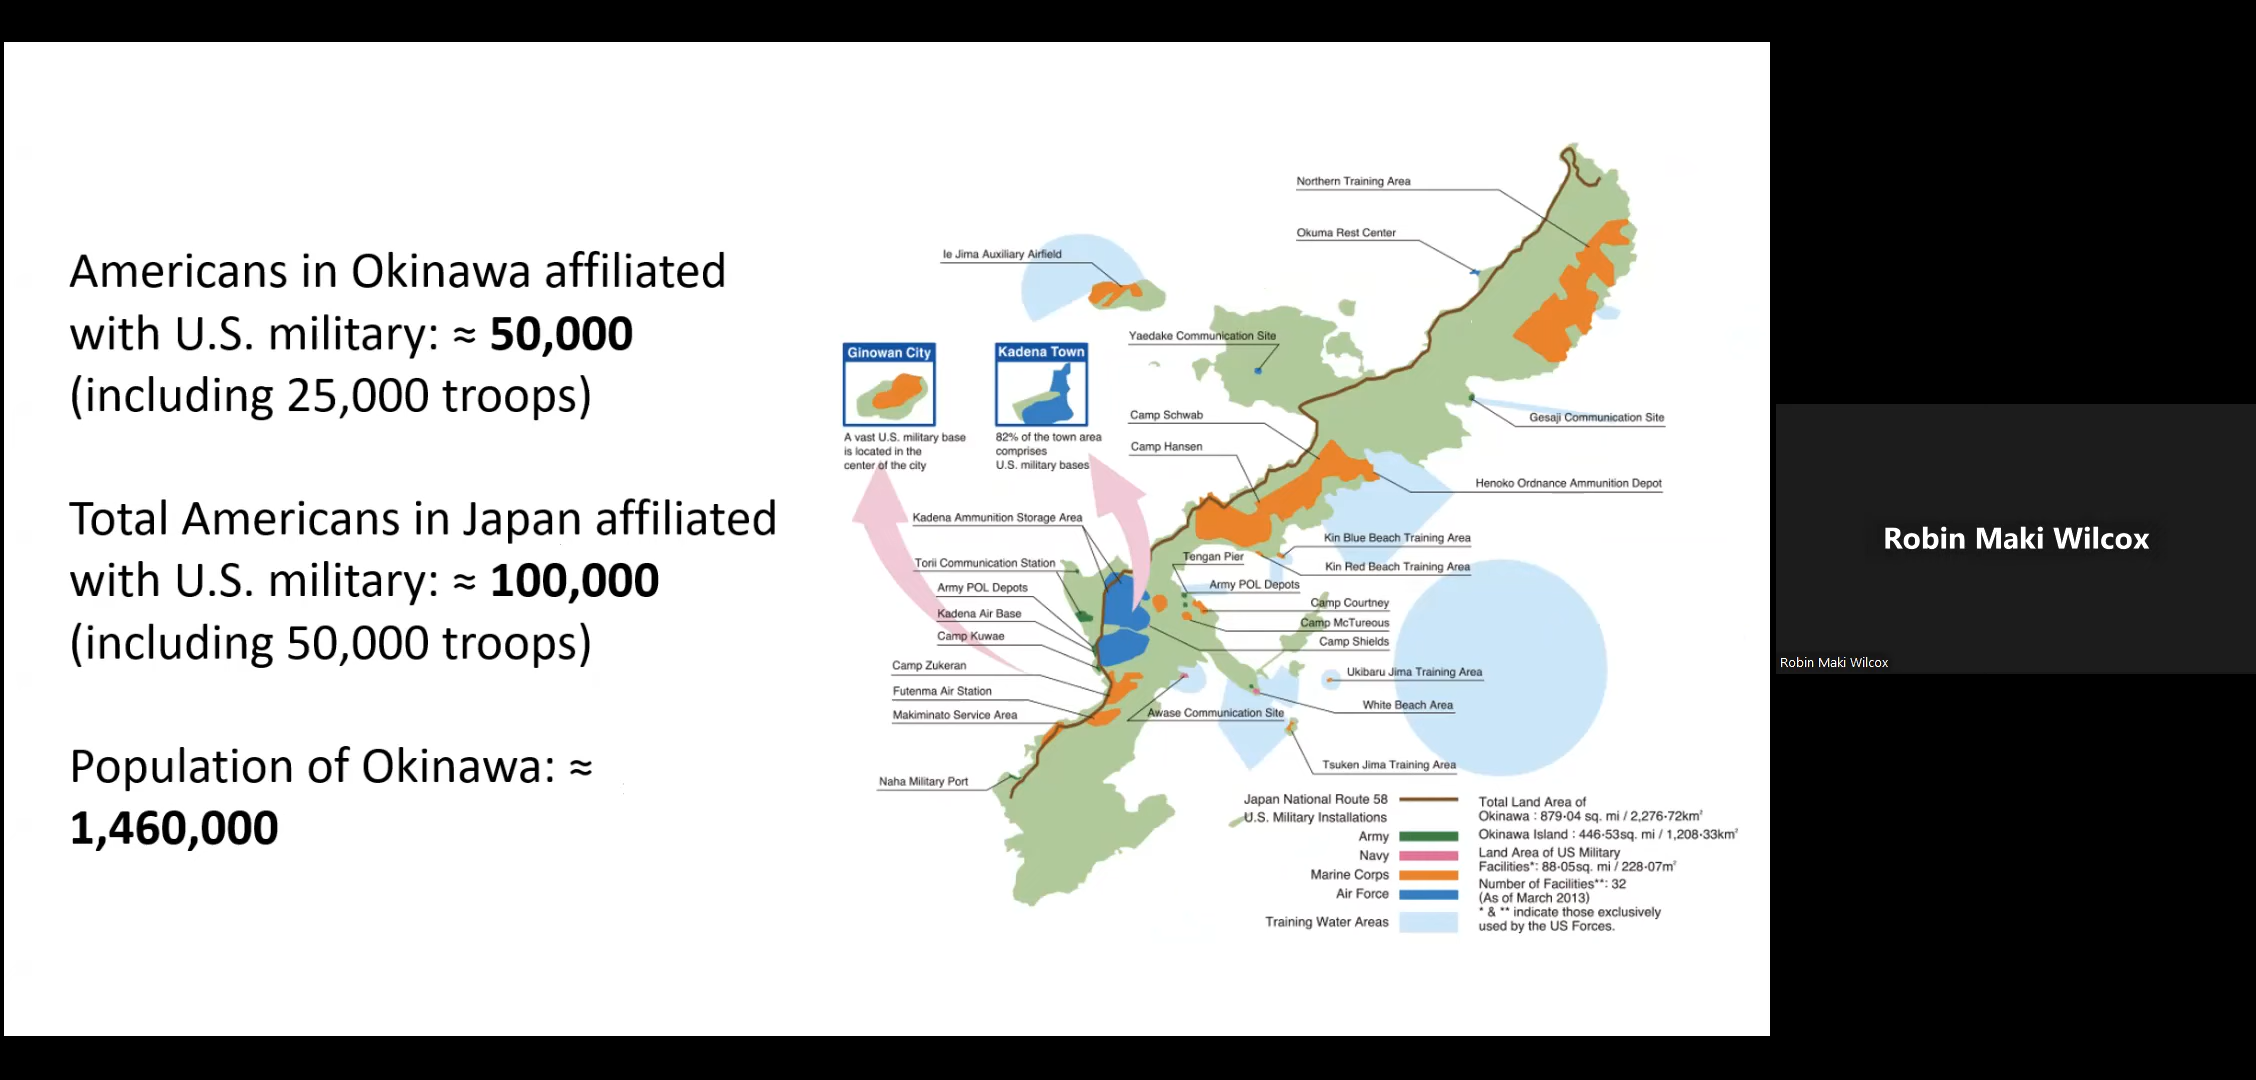 Americans in Okinawa affiliated
with U.S. military: ≈ 50,000
(including 25,000 troops)
Total Americans in Japan affiliated
with U.S. military: ≈ 100,000
(including 50,000 troops)
Population of Okinawa: ≈
1,460,000
Northern Training Area
Okuma Rest Center
Ie Jima Auxiliary Airfield
Yaedake Communication Site
Ginowan City
A vast U.S. military base
is located in the
center of the city
Kadena Town
82% of the town area
comprises
U.S. military bases
Camp Schwab
Camp Hansen
Gesaji Communication Site
Henoko Ordnance Ammunition Depot
Kadena Ammunition Storage Area
Torii Communication Station
Army POL Depots
Kadena Air Base
Camp Kuwae
Camp Zukeran
Futenma Air Station
Makiminato Service Area
Naha Military Port
Kin Blue Beach Training Area
Kin Red Beach Training Area
Tengan Pier
Army POL Depots
Camp Courtney
Camp McTureous
Camp Shields
Ukibaru Jima Training Area
White Beach Area
Awase Communication Site
Tsuken Jima Training Area
Japan National Route 58
U.S. Military Installations
Army
Navy
Marine Corps
Air Force
Training Water Areas
Total Land Area of
Okinawa : 879·04 sq. mi / 2,276·72km²
Okinawa Island : 446·53sq. mi / 1,208·33km²
Land Area of US Military
Facilities*: 88·05sq. mi / 228·07m²
Number of Facilities**: 32
(As of March 2013)
* & ** indicate those exclusively
used by the US Forces.
Robin Maki Wilcox
Robin Maki Wilcox